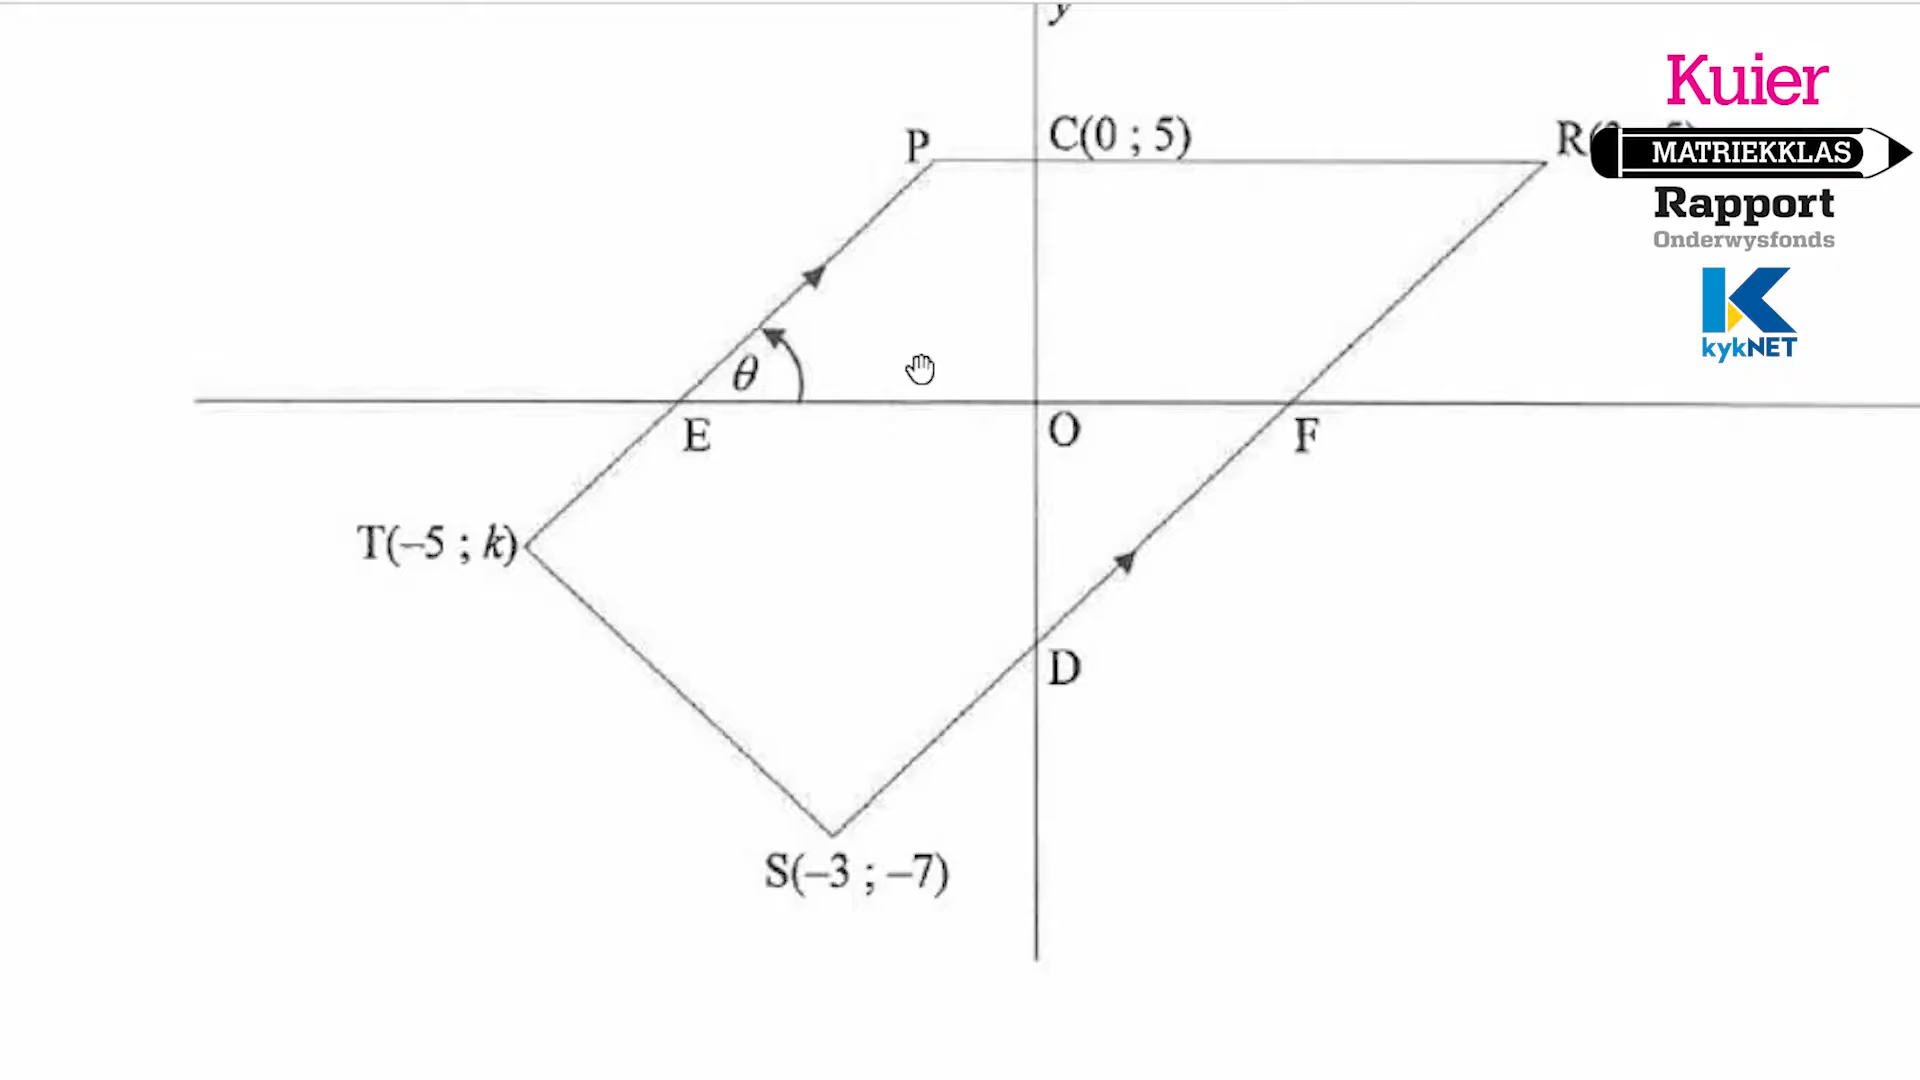 y
Kuier
P
C(0 ; 5)
R
MATRIEKKLAS
Rapport
Onderwysfonds
kykNET
θ
E
O
F
T(–5 ; k)
D
S(–3 ; –7)